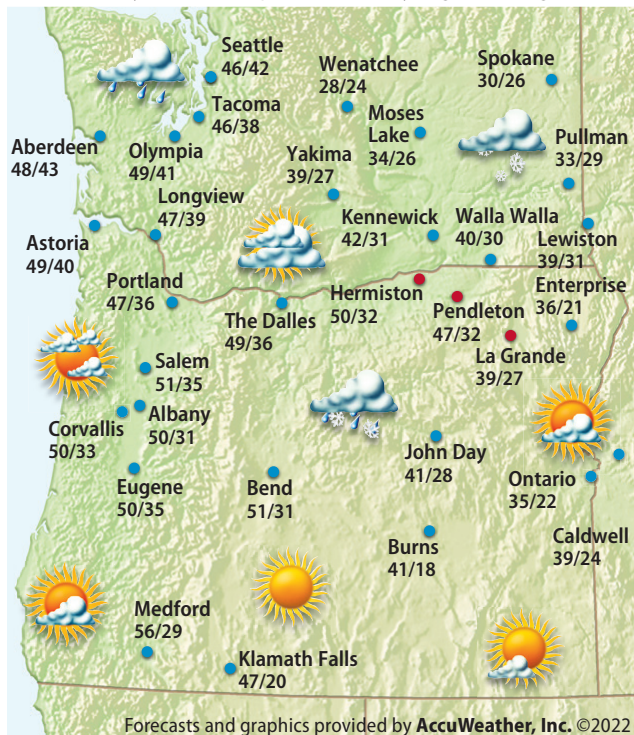 Seattle
46/42
Spokane
30/26
Wenatchee
28/24
Tacoma
46/38
Moses
Lake
34/26
Pullman
33/29
Aberdeen
48/43
Olympia
49/41
Yakima
39/27
Longview
47/39
Kennewick
42/31
Walla Walla
40/30
Lewiston
39/31
Astoria
49/40
Portland
47/36
The Dalles
49/36
Hermiston
50/32
Pendleton
47/32
Enterprise
36/21
La Grande
39/27
Salem
51/35
Albany
50/31
Corvallis
50/33
John Day
41/28
Ontario
35/22
Eugene
50/35
Bend
51/31
Burns
41/18
Caldwell
39/24
Medford
56/29
Klamath Falls
47/20
Forecasts and graphics provided by AccuWeather, Inc. ©2022